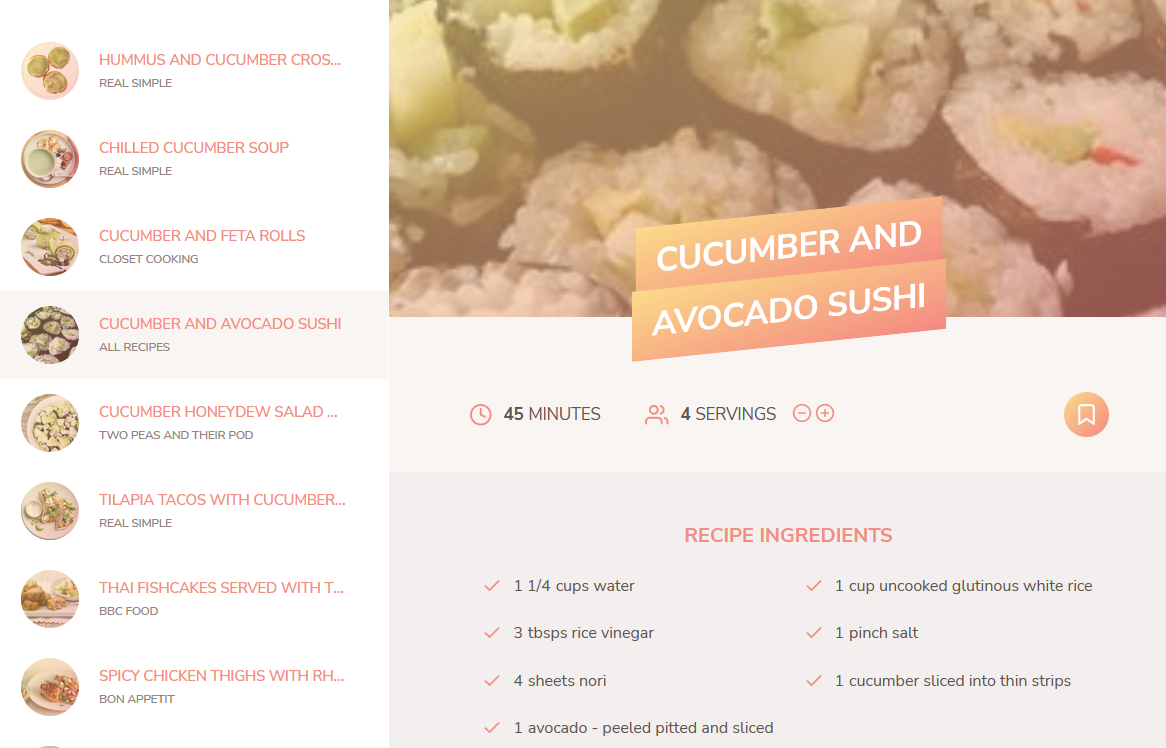 HUMMUS AND CUCUMBER CROS...
REAL SIMPLE
CHILLED CUCUMBER SOUP
REAL SIMPLE
CUCUMBER AND FETA ROLLS
CLOSET COOKING
CUCUMBER AND AVOCADO SUSHI
ALL RECIPES
CUCUMBER HONEYDEW SALAD ...
TWO PEAS AND THEIR POD
TILAPIA TACOS WITH CUCUMBER...
REAL SIMPLE
THAI FISHCAKES SERVED WITH T...
BBC FOOD
SPICY CHICKEN THIGHS WITH RH...
BON APPETIT
CUCUMBER AND
AVOCADO SUSHI
45 MINUTES
4 SERVINGS
RECIPE INGREDIENTS
1 1/4 cups water
1 cup uncooked glutinous white rice
3 tbsps rice vinegar
1 pinch salt
4 sheets nori
1 cucumber sliced into thin strips
1 avocado - peeled pitted and sliced